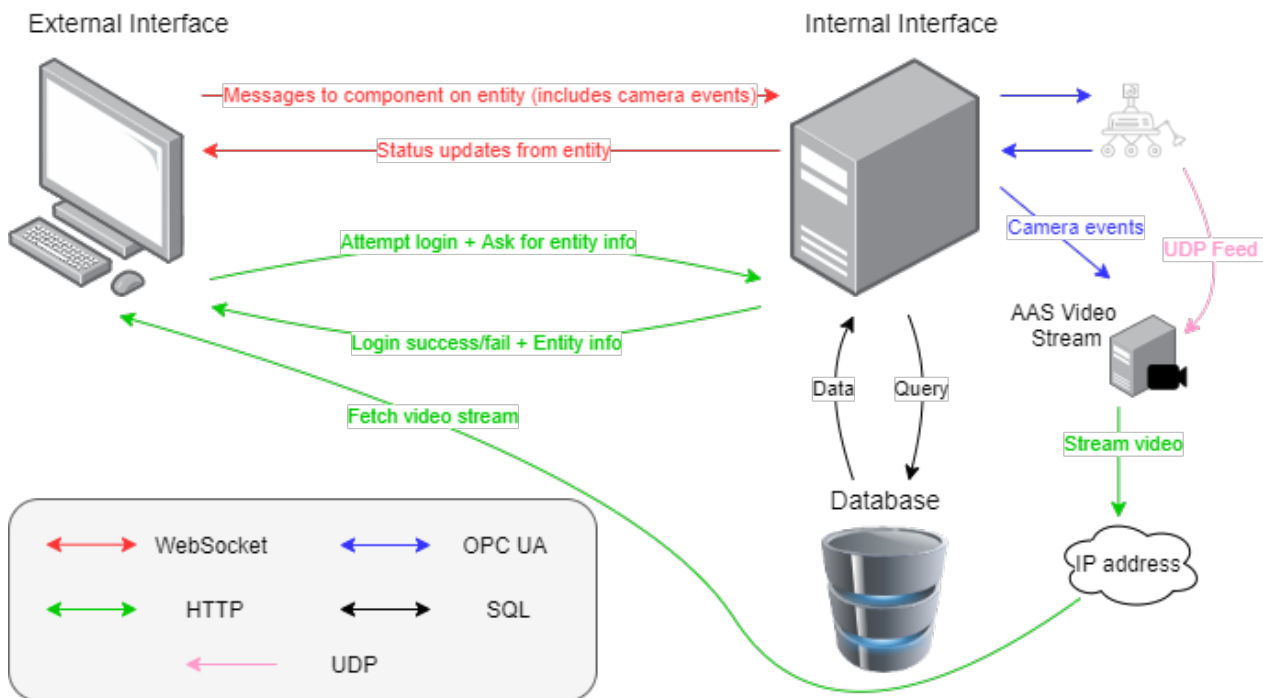 External Interface
Internal Interface
Messages to component on entity (includes camera events)
Status updates from entity
Camera events
UDP Feed
Attempt login + Ask for entity info
AAS Video
Stream
Login success/fail + Entity info
Data
Query
Fetch video stream
Stream video
Database
IP address
WebSocket
OPC UA
HTTP
SQL
UDP